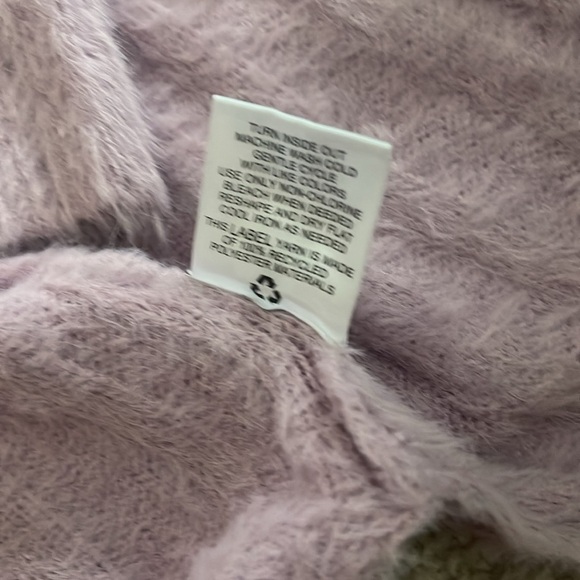 TURN INSIDE OUT
MACHINE WASH COLD
GENTLE CYCLE
WITH LIKE COLORS
USE ONLY NON-CHLORINE
BLEACH WHEN DEEDED
RESHAPE AND DRY FLAT
COOL IRON AS NEEDED
THIS LABEL YARN IS MADE
OF 100% RECYCLED
POLYESTER MATERIALS